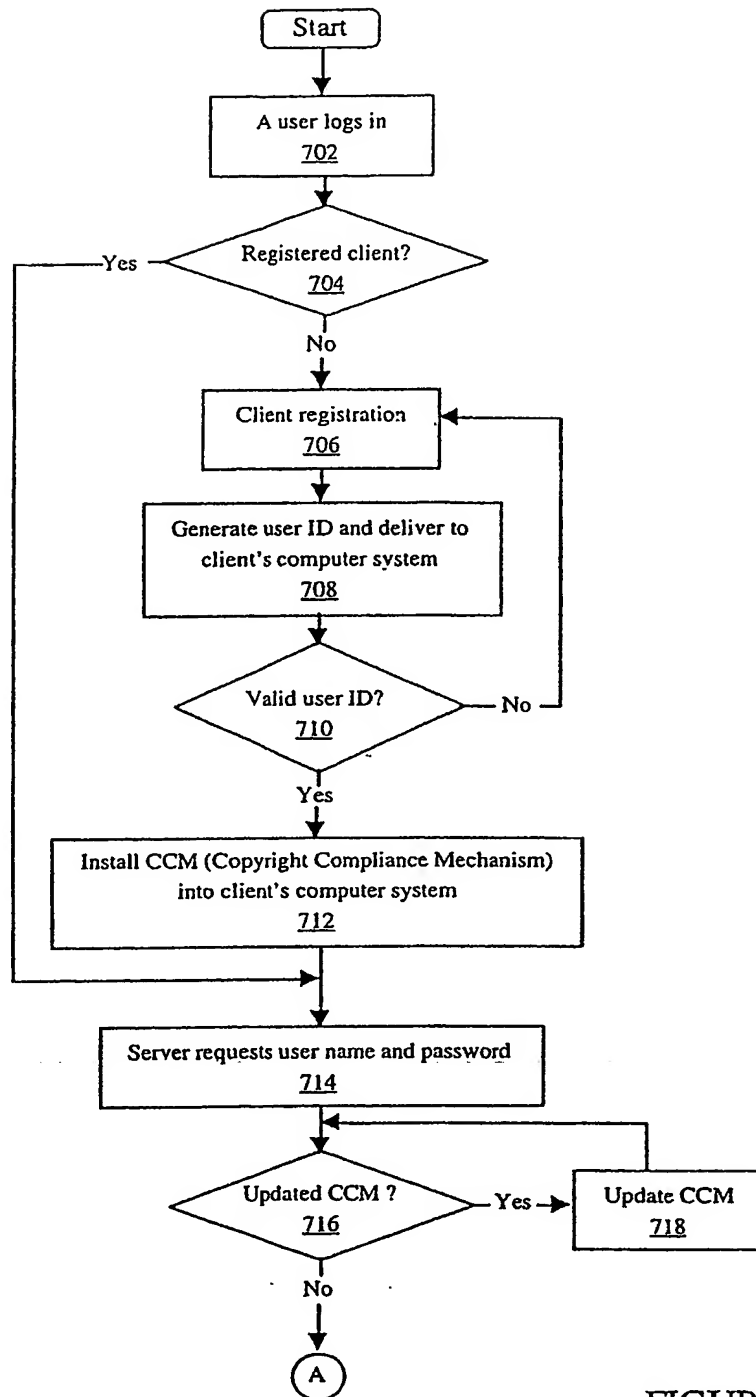 Start
A user logs in
702
Registered client?
704
Yes
No
Client registration
706
Generate user ID and deliver to
client's computer system
708
Valid user ID?
710
No
Yes
Install CCM (Copyright Compliance Mechanism)
into client's computer system
712
Server requests user name and password
714
Updated CCM ?
716
Yes
Update CCM
718
No
A